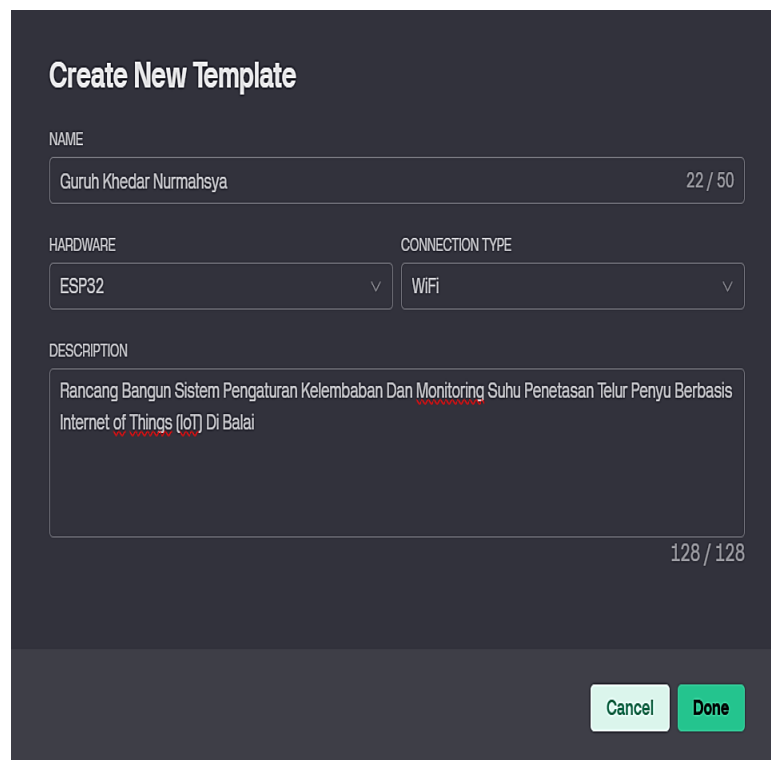 Create New Template
NAME
Guruh Khedar Nurmahsya 22 / 50
HARDWARE CONNECTION TYPE
ESP32 WiFi
DESCRIPTION
Rancang Bangun Sistem Pengaturan Kelembaban Dan Monitoring Suhu Penetasan Telur Penyu Berbasis
Internet of Things (IoT) Di Balai
128 / 128
Cancel Done